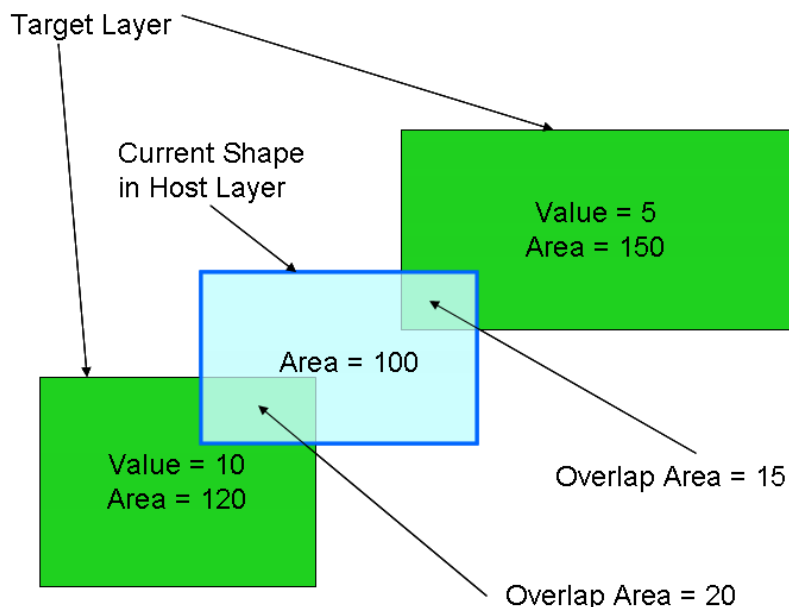 Target Layer
Current Shape
in Host Layer
Value = 5
Area = 150
Area = 100
Value = 10
Area = 120
Overlap Area = 15
Overlap Area = 20